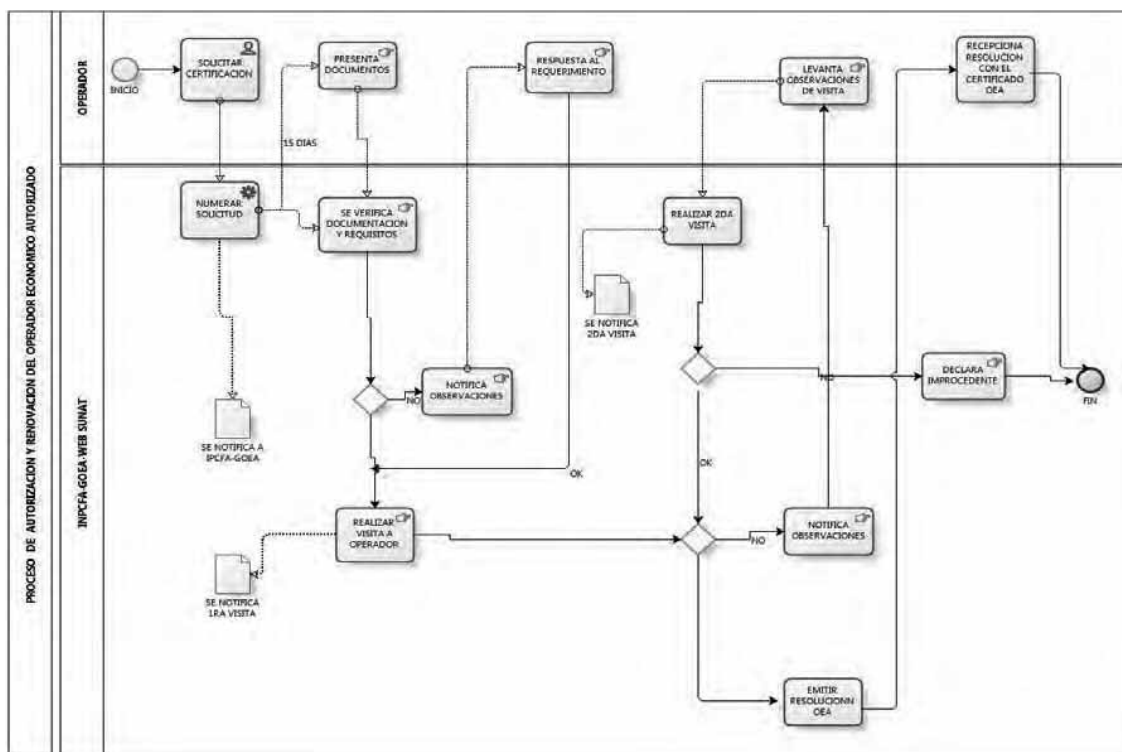 PROCESO DE AUTORIZACION Y RENOVACION DEL OPERADOR ECONOMICO AUTORIZADO
OPERADOR
INICIO
SOLICITAR
CERTIFICACION
PRESENTA
DOCUMENTOS
RESPUESTA AL
REQUERIMIENTO
LEVANTA
OBSERVACIONES
DE VISITA
RECEPCIONA
RESOLUCION
CON EL
CERTIFICADO
OEA
15 DIAS
INPCFA-GOEA-WEB SUNAT
NUMERAR
SOLICITUD
SE VERIFICA
DOCUMENTACION
Y REQUISITOS
REALIZAR 2DA
VISITA
SE NOTIFICA
2DA VISITA
NOTIFICA
OBSERVACIONES
NO
NO
DECLARA
IMPROCEDENTE
FIN
SE NOTIFICA A
IPCFA-GOEA
OK
OK
REALIZAR
VISITA A
OPERADOR
NO
NOTIFICA
OBSERVACIONES
SE NOTIFICA
1RA VISITA
EMITIR
RESOLUCIONN
OEA